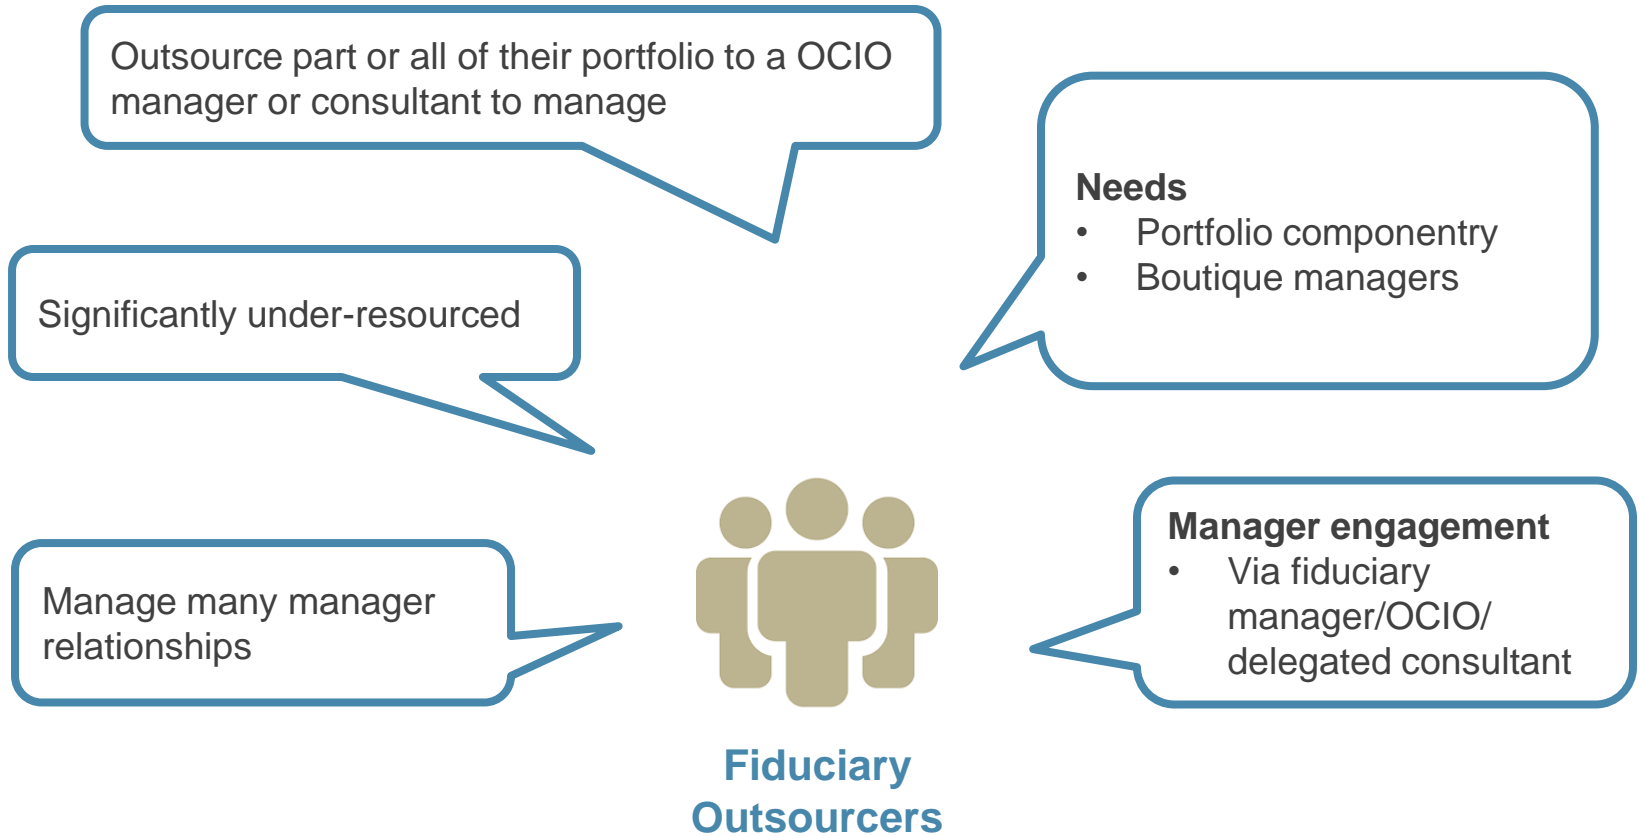 Outsource part or all of their portfolio to a OCIO
manager or consultant to manage
Needs
• Portfolio componentry
• Boutique managers
Significantly under-resourced
Manager engagement
• Via fiduciary
manager/OCIO/
delegated consultant
Manage many manager
relationships
Fiduciary
Outsourcers